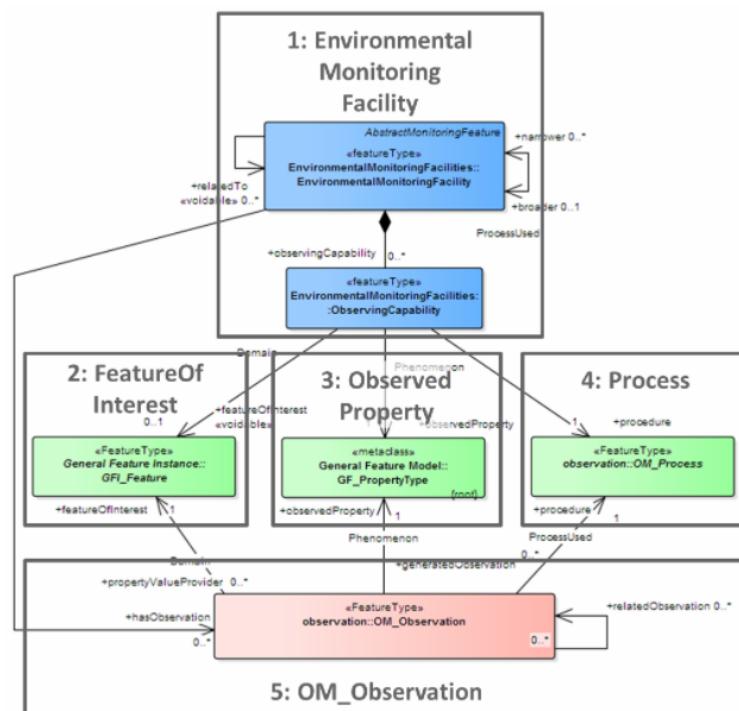 1: Environmental
Monitoring
Facility
AbstractMonitoringFeature
«featureType»
EnvironmentalMonitoringFacilities::
EnvironmentalMonitoringFacility
+narrower 0..*
+relatedTo
«voidable» 0..*
+broader 0..1
ProcessUsed
+observingCapability
0..*
«featureType»
EnvironmentalMonitoringFacilities:
:ObservingCapability
2: FeatureOf
Interest
3: Observed
Property
4: Process
Domain
Phenomenon
0..1
+featureOfInterest
«voidable»
1
+observedProperty
1
+procedure
«FeatureType»
General Feature Instance::
GFI_Feature
«metaclass»
General Feature Model::
GF_PropertyType
{root}
«FeatureType»
observation::OM_Process
+featureOfInterest
1
+observedProperty
1
+procedure
1
Domain
Phenomenon
ProcessUsed
+propertyValueProvider 0..*
+generatedObservation
0..*
+hasObservation
0..*
«FeatureType»
observation::OM_Observation
+relatedObservation 0..*
0..*
5: OM_Observation